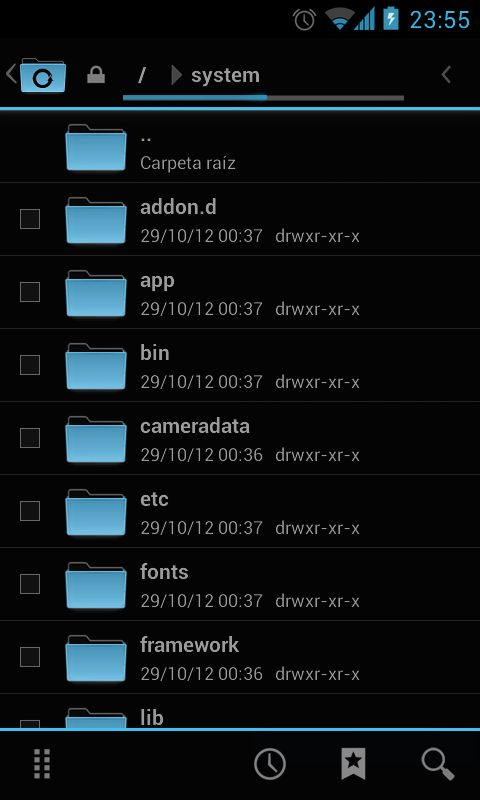 23:55
/ system
..
Carpeta raíz
addon.d
29/10/12 00:37 drwxr-xr-x
app
29/10/12 00:37 drwxr-xr-x
bin
29/10/12 00:37 drwxr-xr-x
cameradata
29/10/12 00:36 drwxr-xr-x
etc
29/10/12 00:37 drwxr-xr-x
fonts
29/10/12 00:37 drwxr-xr-x
framework
29/10/12 00:36 drwxr-xr-x
lib